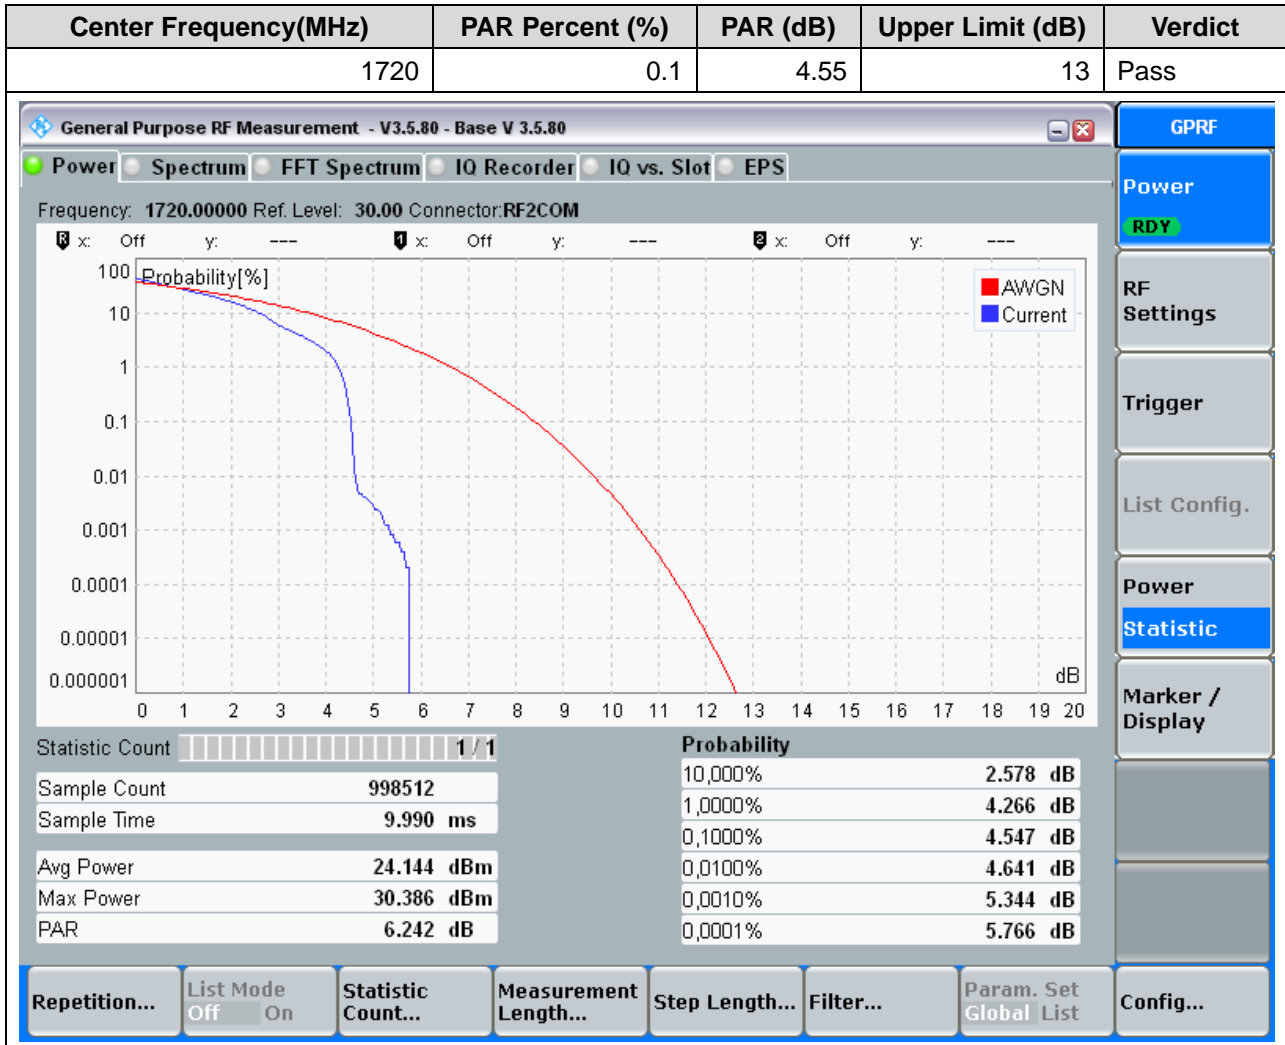 Center Frequency(MHz) PAR Percent (%) PAR (dB) Upper Limit (dB) Verdict
1720 0.1 4.55 13 Pass
General Purpose RF Measurement - V3.5.80 - Base V 3.5.80
GPRF
Power Spectrum FFT Spectrum IQ Recorder IQ vs. Slot EPS
Power
RDY
Frequency: 1720.00000 Ref. Level: 30.00 Connector:RF2COM
R x: Off y: --- 1 x: Off y: --- 2 x: Off y: ---
100 Probability[%]
AWGN
Current
10
1
0.1
0.01
0.001
0.0001
0.00001
0.000001
dB
0 1 2 3 4 5 6 7 8 9 10 11 12 13 14 15 16 17 18 19 20
RF
Settings
Trigger
List Config.
Power
Statistic
Marker /
Display
Statistic Count 1 / 1
Sample Count 998512
Sample Time 9.990 ms
Avg Power 24.144 dBm
Max Power 30.386 dBm
PAR 6.242 dB
Probability
10,000% 2.578 dB
1,0000% 4.266 dB
0,1000% 4.547 dB
0,0100% 4.641 dB
0,0010% 5.344 dB
0,0001% 5.766 dB
Repetition...
List Mode
Off On
Statistic
Count...
Measurement
Length...
Step Length...
Filter...
Param. Set
Global List
Config...